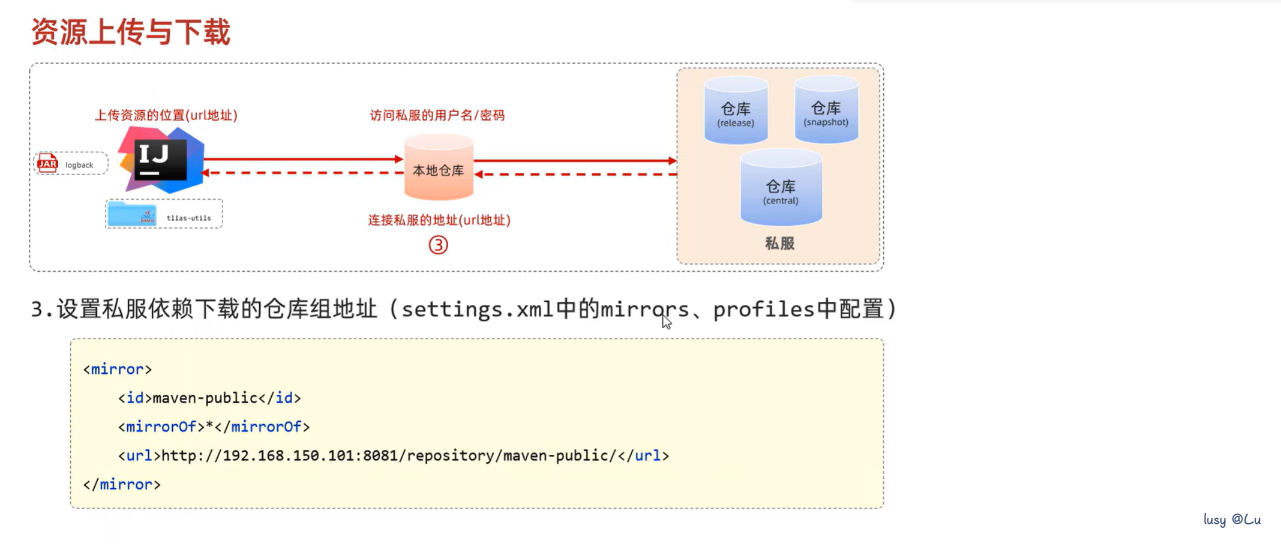 资源上传与下载
上传资源的位置(url地址)
访问私服的用户名/密码
仓库
(release)
仓库
(snapshot)
JAR
logback
IJ
本地仓库
仓库
(central)
tlias-utils
连接私服的地址(url地址)
③
私服
3.设置私服依赖下载的仓库组地址（settings.xml中的mirrors、profiles中配置）
<mirror>
<id>maven-public</id>
<mirrorOf>*</mirrorOf>
<url>http://192.168.150.101:8081/repository/maven-public/</url>
</mirror>
lusy @Lu